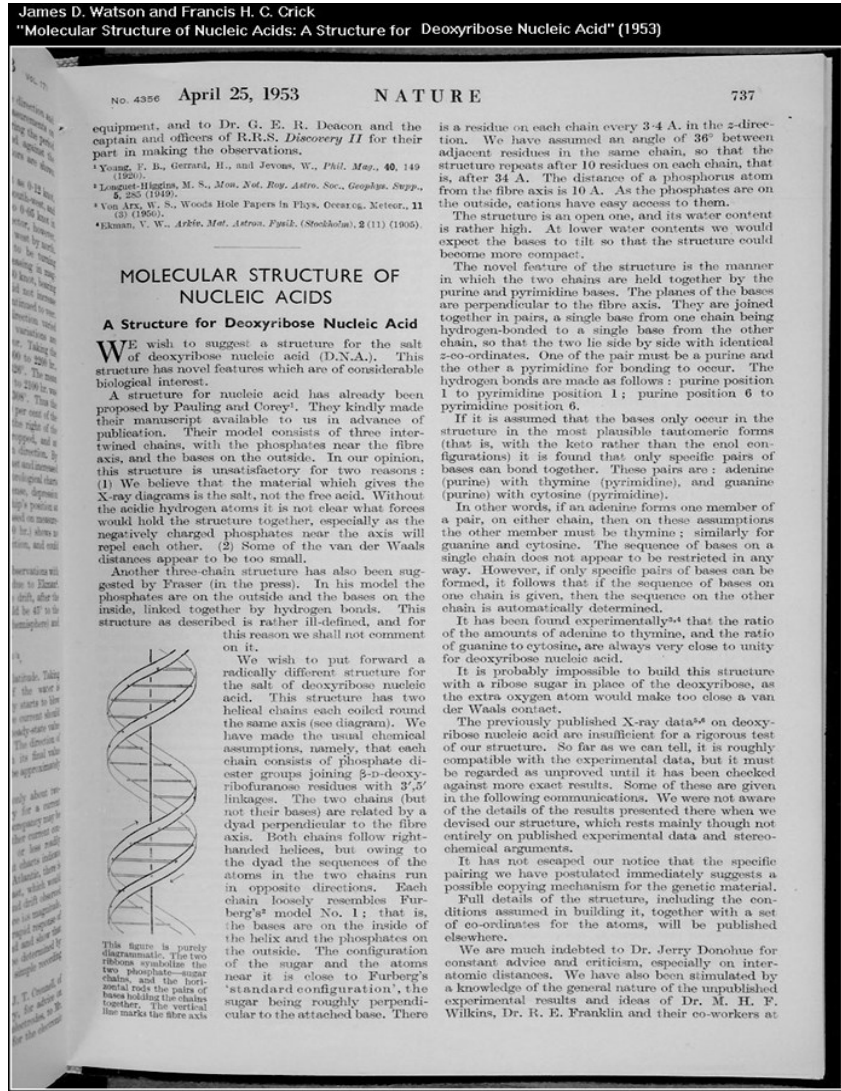 James D. Watson and Francis H. C. Crick
"Molecular Structure of Nucleic Acids: A Structure for Deoxyribose Nucleic Acid" (1953)
No. 4356 April 25, 1953 NATURE 737
equipment, and to Dr. G. E. R. Deacon and the
captain and officers of R.R.S. Discovery II for their
part in making the observations.
¹ Young, F. B., Gerrard, H., and Jevons, W., Phil. Mag., 40, 149
(1920).
² Longuet-Higgins, M. S., Mon. Not. Roy. Astro. Soc., Geophys. Supp.,
5, 285 (1949).
³ Von Arx, W. S., Woods Hole Papers in Phys. Oceanog. Meteor., 11
(3) (1950).
⁴ Ekman, V. W., Arkiv. Mat. Astron. Fysik. (Stockholm), 2 (11) (1905).
MOLECULAR STRUCTURE OF
NUCLEIC ACIDS
A Structure for Deoxyribose Nucleic Acid
WE wish to suggest a structure for the salt
of deoxyribose nucleic acid (D.N.A.). This
structure has novel features which are of considerable
biological interest.
A structure for nucleic acid has already been
proposed by Pauling and Corey¹. They kindly made
their manuscript available to us in advance of
publication. Their model consists of three inter-
twined chains, with the phosphates near the fibre
axis, and the bases on the outside. In our opinion,
this structure is unsatisfactory for two reasons :
(1) We believe that the material which gives the
X-ray diagrams is the salt, not the free acid. Without
the acidic hydrogen atoms it is not clear what forces
would hold the structure together, especially as the
negatively charged phosphates near the axis will
repel each other. (2) Some of the van der Waals
distances appear to be too small.
Another three-chain structure has also been sug-
gested by Fraser (in the press). In his model the
phosphates are on the outside and the bases on the
inside, linked together by hydrogen bonds. This
structure as described is rather ill-defined, and for
this reason we shall not comment
on it.
We wish to put forward a
radically different structure for
the salt of deoxyribose nucleic
acid. This structure has two
helical chains each coiled round
the same axis (see diagram). We
have made the usual chemical
assumptions, namely, that each
chain consists of phosphate di-
ester groups joining β-D-deoxy-
ribofuranose residues with 3′,5′
linkages. The two chains (but
not their bases) are related by a
dyad perpendicular to the fibre
axis. Both chains follow right-
handed helices, but owing to
the dyad the sequences of the
atoms in the two chains run
in opposite directions. Each
chain loosely resembles Fur-
berg's² model No. 1 ; that is,
the bases are on the inside of
the helix and the phosphates on
the outside. The configuration
of the sugar and the atoms
near it is close to Furberg's
'standard configuration', the
sugar being roughly perpendi-
cular to the attached base. There
This figure is purely
diagrammatic. The two
ribbons symbolize the
two phosphate—sugar
chains, and the hori-
zontal rods the pairs of
bases holding the chains
together. The vertical
line marks the fibre axis
is a residue on each chain every 3·4 A. in the z-direc-
tion. We have assumed an angle of 36° between
adjacent residues in the same chain, so that the
structure repeats after 10 residues on each chain, that
is, after 34 A. The distance of a phosphorus atom
from the fibre axis is 10 A. As the phosphates are on
the outside, cations have easy access to them.
The structure is an open one, and its water content
is rather high. At lower water contents we would
expect the bases to tilt so that the structure could
become more compact.
The novel feature of the structure is the manner
in which the two chains are held together by the
purine and pyrimidine bases. The planes of the bases
are perpendicular to the fibre axis. They are joined
together in pairs, a single base from one chain being
hydrogen-bonded to a single base from the other
chain, so that the two lie side by side with identical
z-co-ordinates. One of the pair must be a purine and
the other a pyrimidine for bonding to occur. The
hydrogen bonds are made as follows : purine position
1 to pyrimidine position 1 ; purine position 6 to
pyrimidine position 6.
If it is assumed that the bases only occur in the
structure in the most plausible tautomeric forms
(that is, with the keto rather than the enol con-
figurations) it is found that only specific pairs of
bases can bond together. These pairs are : adenine
(purine) with thymine (pyrimidine), and guanine
(purine) with cytosine (pyrimidine).
In other words, if an adenine forms one member of
a pair, on either chain, then on these assumptions
the other member must be thymine ; similarly for
guanine and cytosine. The sequence of bases on a
single chain does not appear to be restricted in any
way. However, if only specific pairs of bases can be
formed, it follows that if the sequence of bases on
one chain is given, then the sequence on the other
chain is automatically determined.
It has been found experimentally³,⁴ that the ratio
of the amounts of adenine to thymine, and the ratio
of guanine to cytosine, are always very close to unity
for deoxyribose nucleic acid.
It is probably impossible to build this structure
with a ribose sugar in place of the deoxyribose, as
the extra oxygen atom would make too close a van
der Waals contact.
The previously published X-ray data⁵,⁶ on deoxy-
ribose nucleic acid are insufficient for a rigorous test
of our structure. So far as we can tell, it is roughly
compatible with the experimental data, but it must
be regarded as unproved until it has been checked
against more exact results. Some of these are given
in the following communications. We were not aware
of the details of the results presented there when we
devised our structure, which rests mainly though not
entirely on published experimental data and stereo-
chemical arguments.
It has not escaped our notice that the specific
pairing we have postulated immediately suggests a
possible copying mechanism for the genetic material.
Full details of the structure, including the con-
ditions assumed in building it, together with a set
of co-ordinates for the atoms, will be published
elsewhere.
We are much indebted to Dr. Jerry Donohue for
constant advice and criticism, especially on inter-
atomic distances. We have also been stimulated by
a knowledge of the general nature of the unpublished
experimental results and ideas of Dr. M. H. F.
Wilkins, Dr. R. E. Franklin and their co-workers at